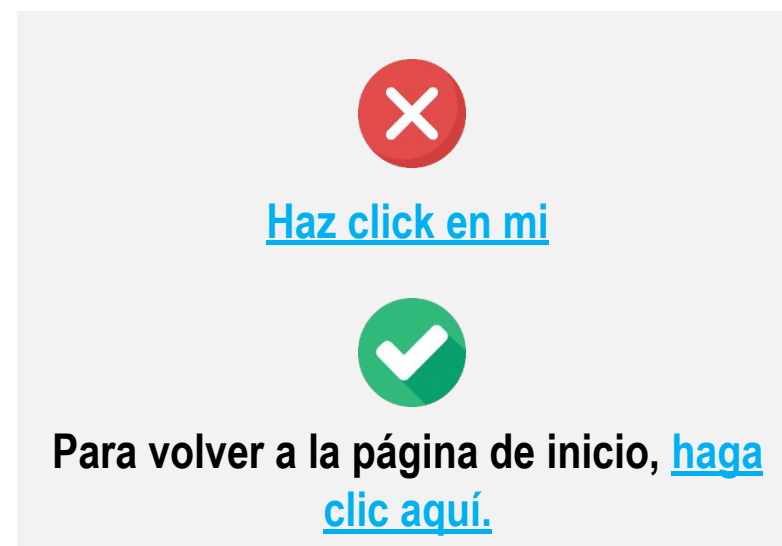 Haz click en mi
Para volver a la página de inicio, haga
clic aquí.